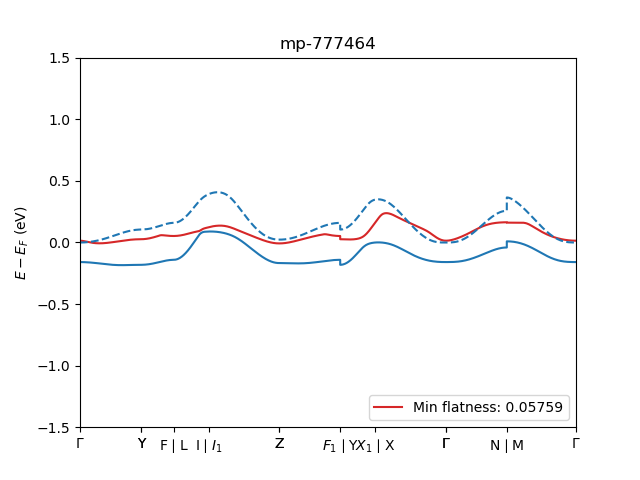 mp-777464
1.5
1.0
0.5
0.0
−0.5
−1.0
−1.5
E − E_F (eV)
Min flatness: 0.05759
Γ Y F | L I | I₁ Z F₁ | Y X₁ | X Γ N | M Γ